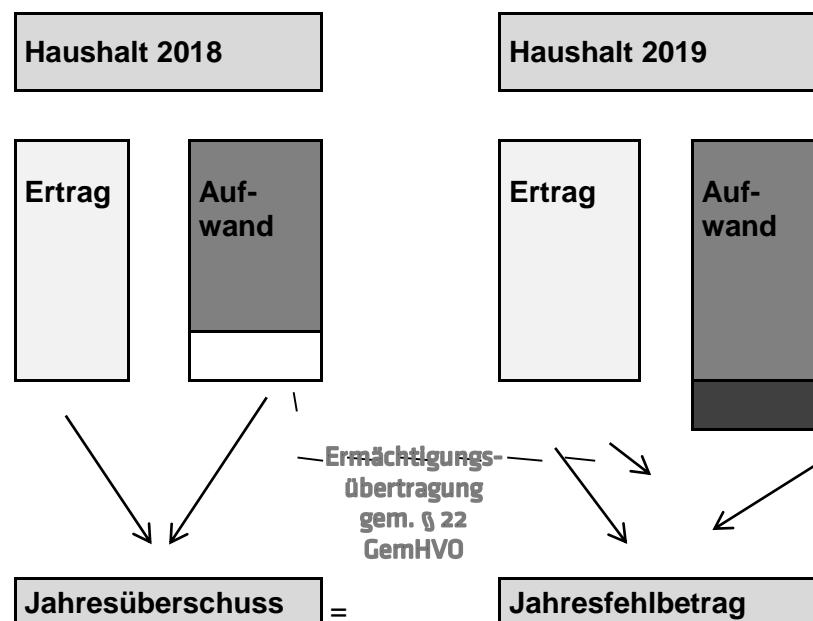 Haushalt 2018
Haushalt 2019
Ertrag
Auf-
wand
Ertrag
Auf-
wand
Ermächtigungs-
übertragung
gem. § 22
GemHVO
Jahresüberschuss
=
Jahresfehlbetrag